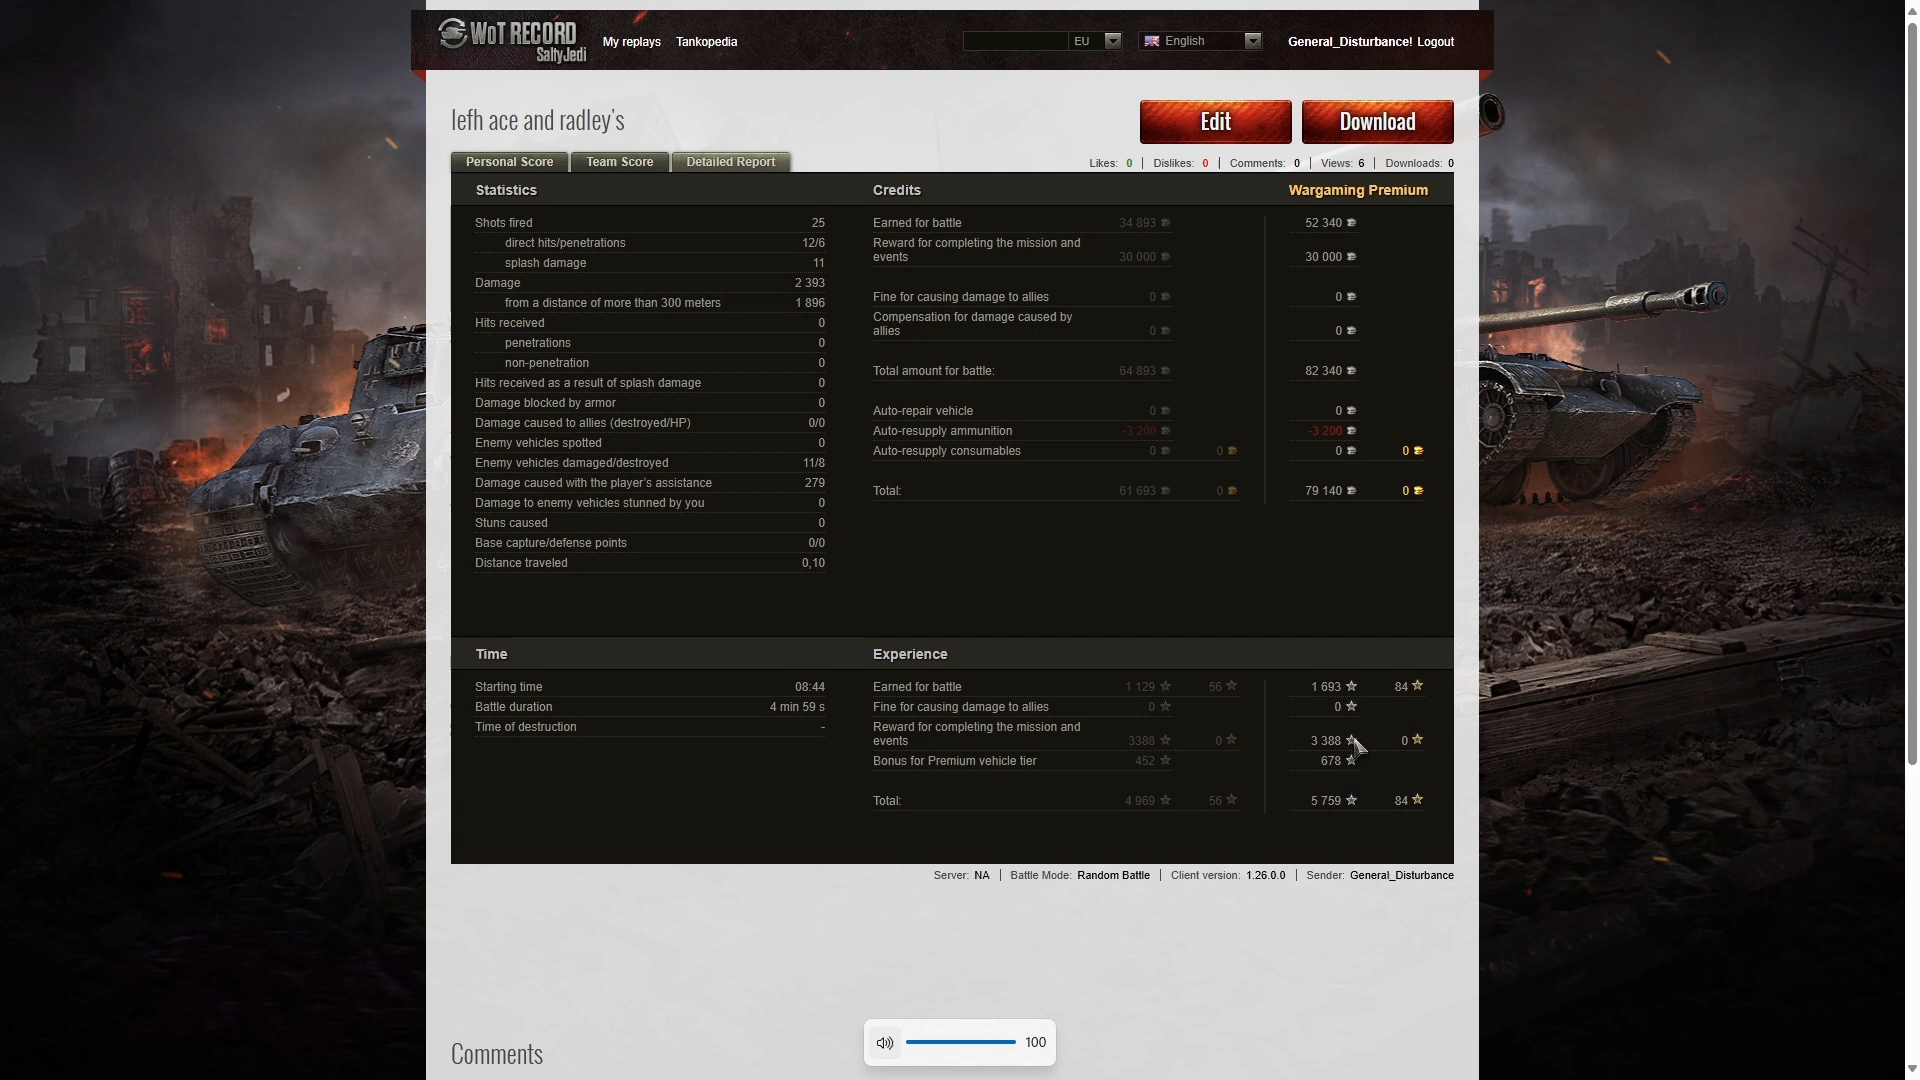 WoT RECORD
SaltyJedi
My replays Tankopedia
EU
English
General_Disturbance! Logout
lefh ace and radley's
Edit Download
Personal Score Team Score Detailed Report
Likes: 0 | Dislikes: 0 | Comments: 0 | Views: 6 | Downloads: 0
Statistics
Shots fired 25
direct hits/penetrations 12/6
splash damage 11
Damage 2 393
from a distance of more than 300 meters 1 896
Hits received 0
penetrations 0
non-penetration 0
Hits received as a result of splash damage 0
Damage blocked by armor 0
Damage caused to allies (destroyed/HP) 0/0
Enemy vehicles spotted 0
Enemy vehicles damaged/destroyed 11/8
Damage caused with the player's assistance 279
Damage to enemy vehicles stunned by you 0
Stuns caused 0
Base capture/defense points 0/0
Distance traveled 0,10
Credits Wargaming Premium
Earned for battle 34 893 52 340
Reward for completing the mission and
events 30 000 30 000
Fine for causing damage to allies 0 0
Compensation for damage caused by
allies 0 0
Total amount for battle: 64 893 82 340
Auto-repair vehicle 0 0
Auto-resupply ammunition -3 200 -3 200
Auto-resupply consumables 0 0 0 0
Total: 61 693 0 79 140 0
Time
Starting time 08:44
Battle duration 4 min 59 s
Time of destruction -
Experience
Earned for battle 1 129 56 1 693 84
Fine for causing damage to allies 0 0
Reward for completing the mission and
events 3388 0 3 388 0
Bonus for Premium vehicle tier 452 678
Total: 4 969 56 5 759 84
Server: NA | Battle Mode: Random Battle | Client version: 1.26.0.0 | Sender: General_Disturbance
Comments
100